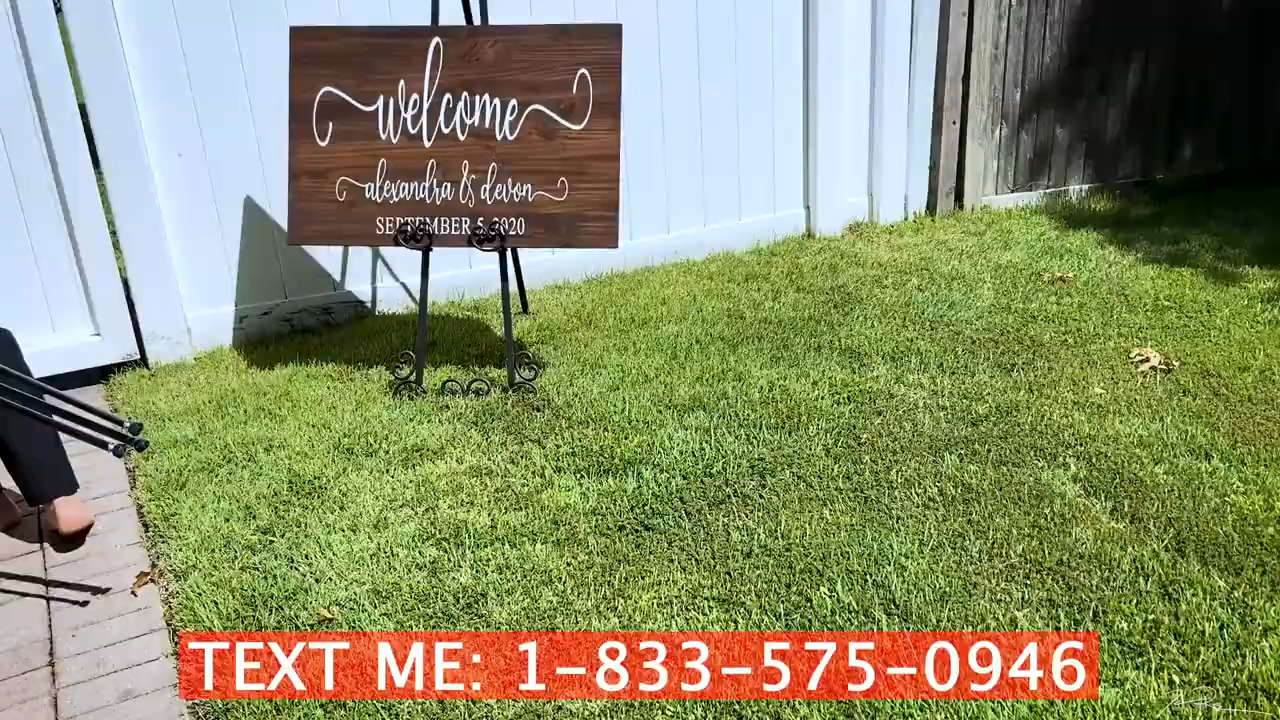 welcome
alexandra & devon
SEPTEMBER 5, 2020
TEXT ME: 1-833-575-0946